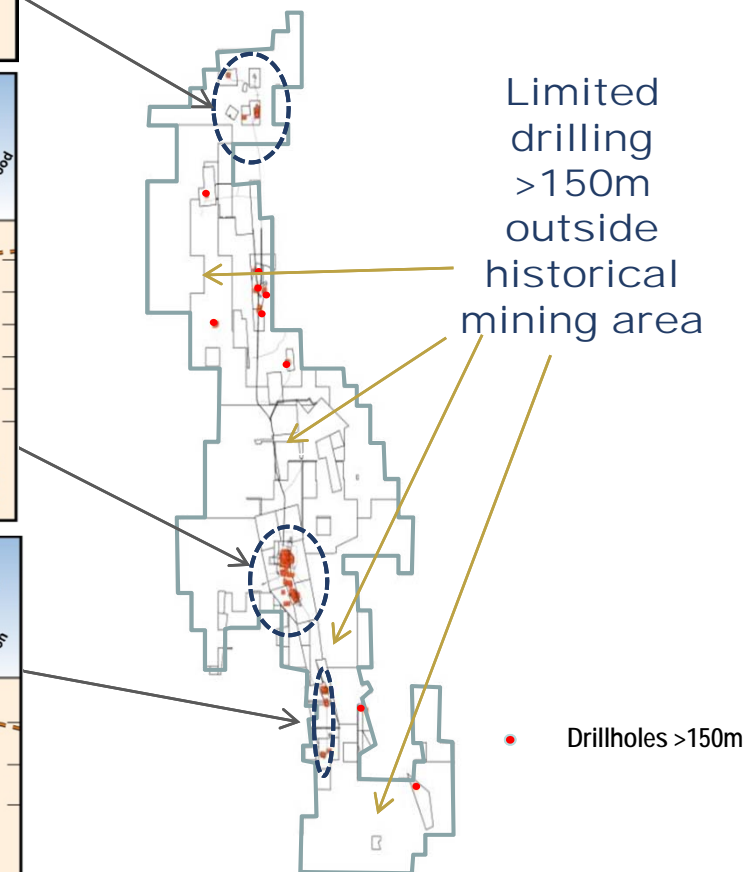 Limited
drilling
>150m
outside
historical
mining area
Drillholes >150m